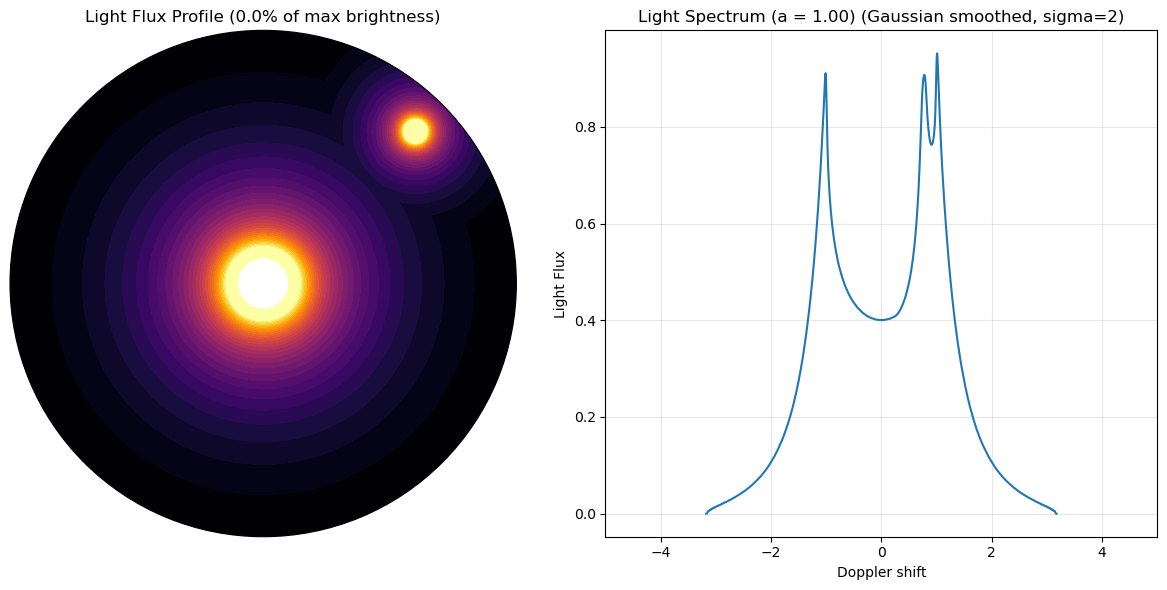 Light Flux Profile (0.0% of max brightness)
Light Spectrum (a = 1.00) (Gaussian smoothed, sigma=2)
Light Flux
0.8
0.6
0.4
0.2
0.0
−4
−2
0
2
4
Doppler shift